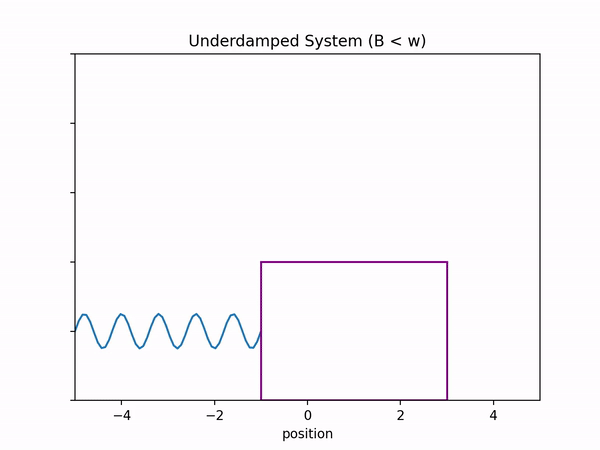 Underdamped System (B < w)
−4 −2 0 2 4
position